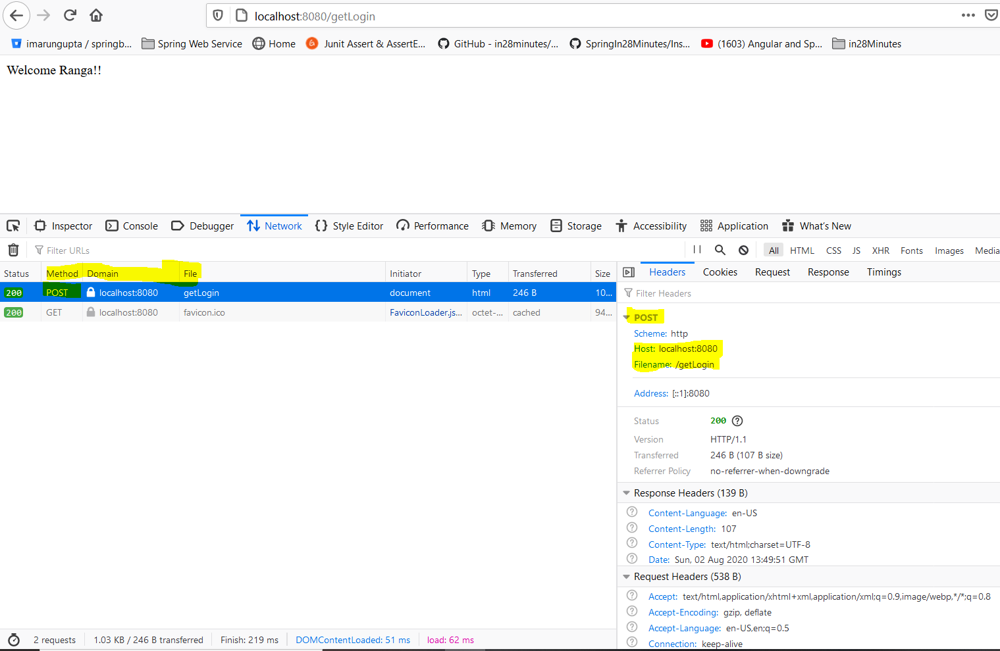 localhost:8080/getLogin
imarungupta / springb... Spring Web Service Home Junit Assert & AssertE... GitHub - in28minutes/... SpringIn28Minutes/Ins... (1603) Angular and Sp... in28Minutes
Welcome Ranga!!
Inspector Console Debugger Network Style Editor Performance Memory Storage Accessibility Application What's New
Filter URLs All HTML CSS JS XHR Fonts Images Media
Status Method Domain File Initiator Type Transferred Size
200 POST localhost:8080 getLogin document html 246 B 10...
200 GET localhost:8080 favicon.ico FaviconLoader.js... octet-... cached 94...
Headers Cookies Request Response Timings
Filter Headers
POST
Scheme: http
Host: localhost:8080
Filename: /getLogin
Address: [::1]:8080
Status 200
Version HTTP/1.1
Transferred 246 B (107 B size)
Referrer Policy no-referrer-when-downgrade
Response Headers (139 B)
Content-Language: en-US
Content-Length: 107
Content-Type: text/html;charset=UTF-8
Date: Sun, 02 Aug 2020 13:49:51 GMT
Request Headers (538 B)
Accept: text/html,application/xhtml+xml,application/xml;q=0.9,image/webp,*/*;q=0.8
Accept-Encoding: gzip, deflate
Accept-Language: en-US,en;q=0.5
Connection: keep-alive
2 requests 1.03 KB / 246 B transferred Finish: 219 ms DOMContentLoaded: 51 ms load: 62 ms